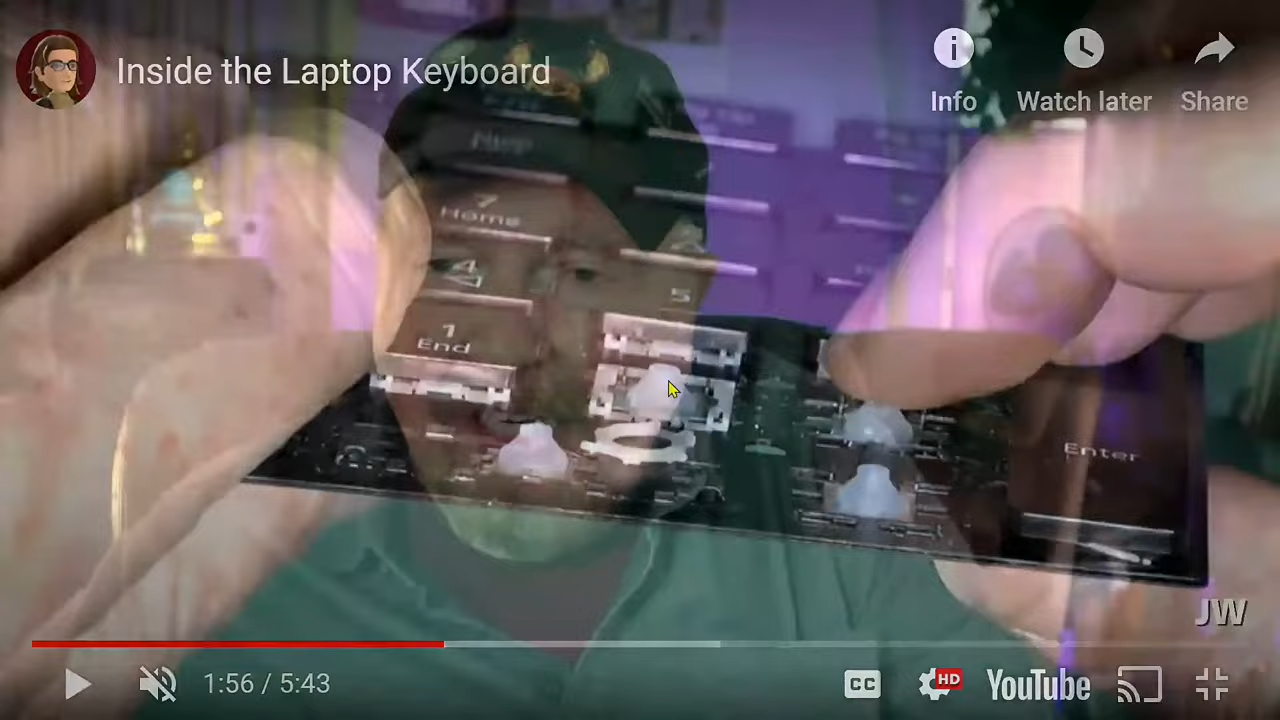 Inside the Laptop Keyboard
Info
Watch later
Share
7
Home
4
5
1
End
Enter
JW
1:56 / 5:43
CC
HD
YouTube